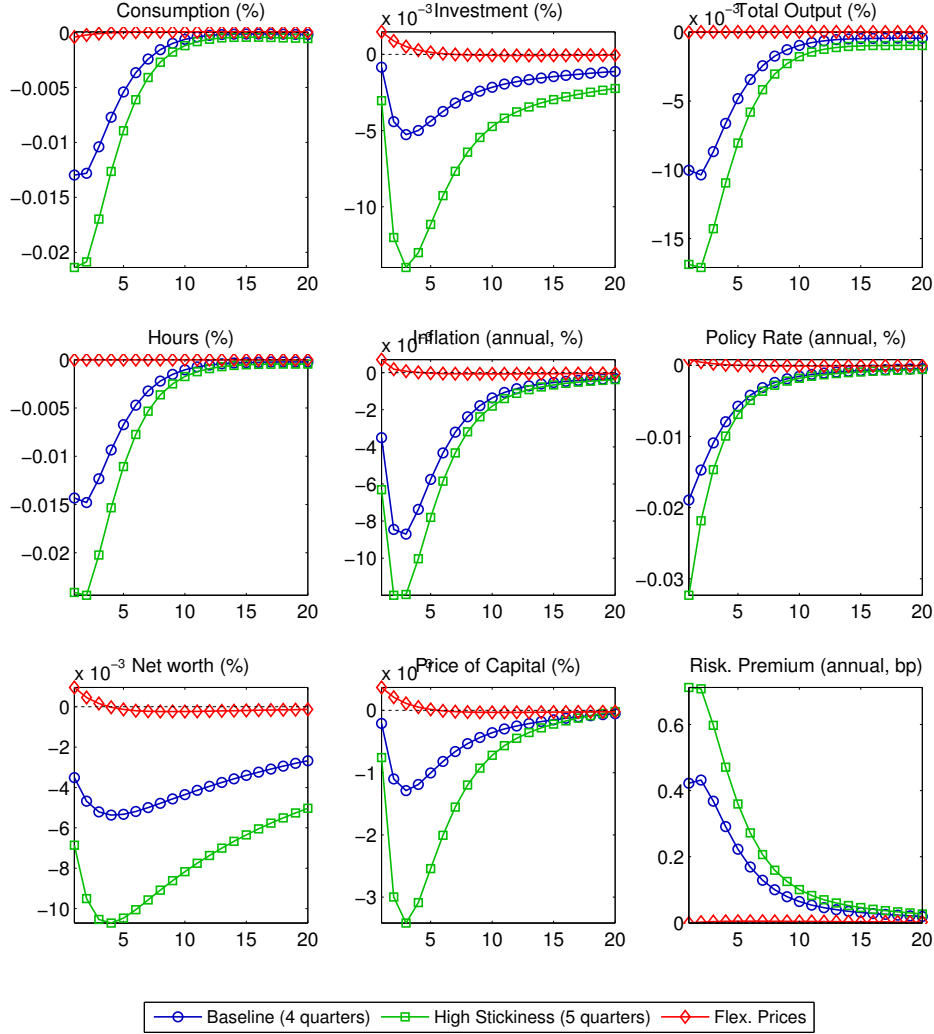 Consumption (%)
0
−0.005
−0.01
−0.015
−0.02
5 10 15 20
x 10−3 Investment (%)
0
−5
−10
5 10 15 20
x 10−3 Total Output (%)
0
−5
−10
−15
5 10 15 20
Hours (%)
0
−0.005
−0.01
−0.015
−0.02
5 10 15 20
x 10 Inflation (annual, %)
0
−2
−4
−6
−8
−10
5 10 15 20
Policy Rate (annual, %)
0
−0.01
−0.02
−0.03
5 10 15 20
x 10−3 Net worth (%)
0
−2
−4
−6
−8
−10
5 10 15 20
x 10 Price of Capital (%)
0
−1
−2
−3
5 10 15 20
Risk. Premium (annual, bp)
0.6
0.4
0.2
0
5 10 15 20
Baseline (4 quarters) High Stickiness (5 quarters) Flex. Prices